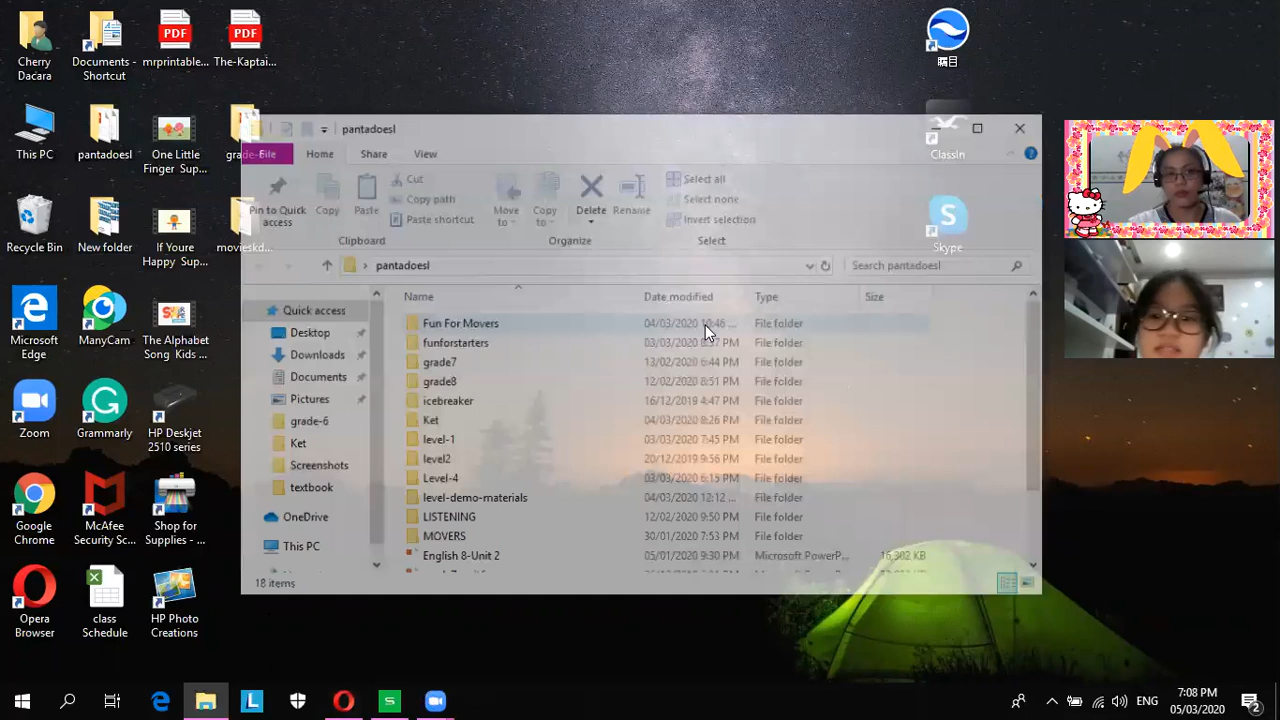 Cherry
Dacara
Documents -
Shortcut
PDF
mrprintable...
PDF
The-Kaptai...
This PC
pantadoesl
One Little
Finger Sup...
Recycle Bin
New folder
If Youre
Happy Sup...
movieskd...
Microsoft
Edge
ManyCam
The Alphabet
Song Kids ...
Zoom
Grammarly
HP Deskjet
2510 series
Google
Chrome
McAfee
Security Sc...
Shop for
Supplies - ...
Opera
Browser
class
Schedule
HP Photo
Creations
ClassIn
Skype
pantadoesl
File
Home
Share
View
Pin to Quick
access
Copy
Paste
Cut
Copy path
Paste shortcut
Clipboard
Move
to
Copy
to
Delete
Rename
Organize
Select all
Select none
Invert selection
Select
pantadoesl
Search pantadoesl
Quick access
Desktop
Downloads
Documents
Pictures
grade-6
Ket
Screenshots
textbook
OneDrive
This PC
Name Date modified Type Size
Fun For Movers 04/03/2020 10:46 ... File folder
funforstarters 03/03/2020 PM File folder
grade7 13/02/2020 6:44 PM File folder
grade8 12/02/2020 8:51 PM File folder
icebreaker 16/12/2019 4:47 PM File folder
Ket 04/03/2020 8:26 PM File folder
level-1 03/03/2020 7:45 PM File folder
level2 20/12/2019 9:56 PM File folder
Level-4 03/03/2020 6:15 PM File folder
level-demo-materials 04/03/2020 12:12 ... File folder
LISTENING 12/02/2020 9:50 PM File folder
MOVERS 30/01/2020 7:53 PM File folder
English 8-Unit 2 05/01/2020 9:30 PM Microsoft PowerP... 16,302 KB
18 items
ENG
7:08 PM
05/03/2020
2